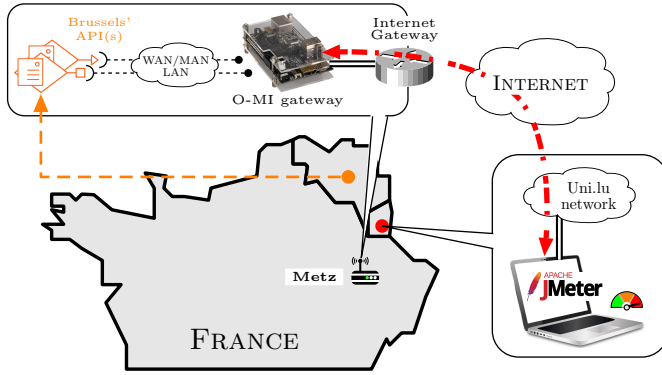 Brussels'
API(s)
WAN/MAN
LAN
O-MI gateway
Internet
Gateway
INTERNET
Uni.lu
network
APACHE
JMeter
Metz
FRANCE